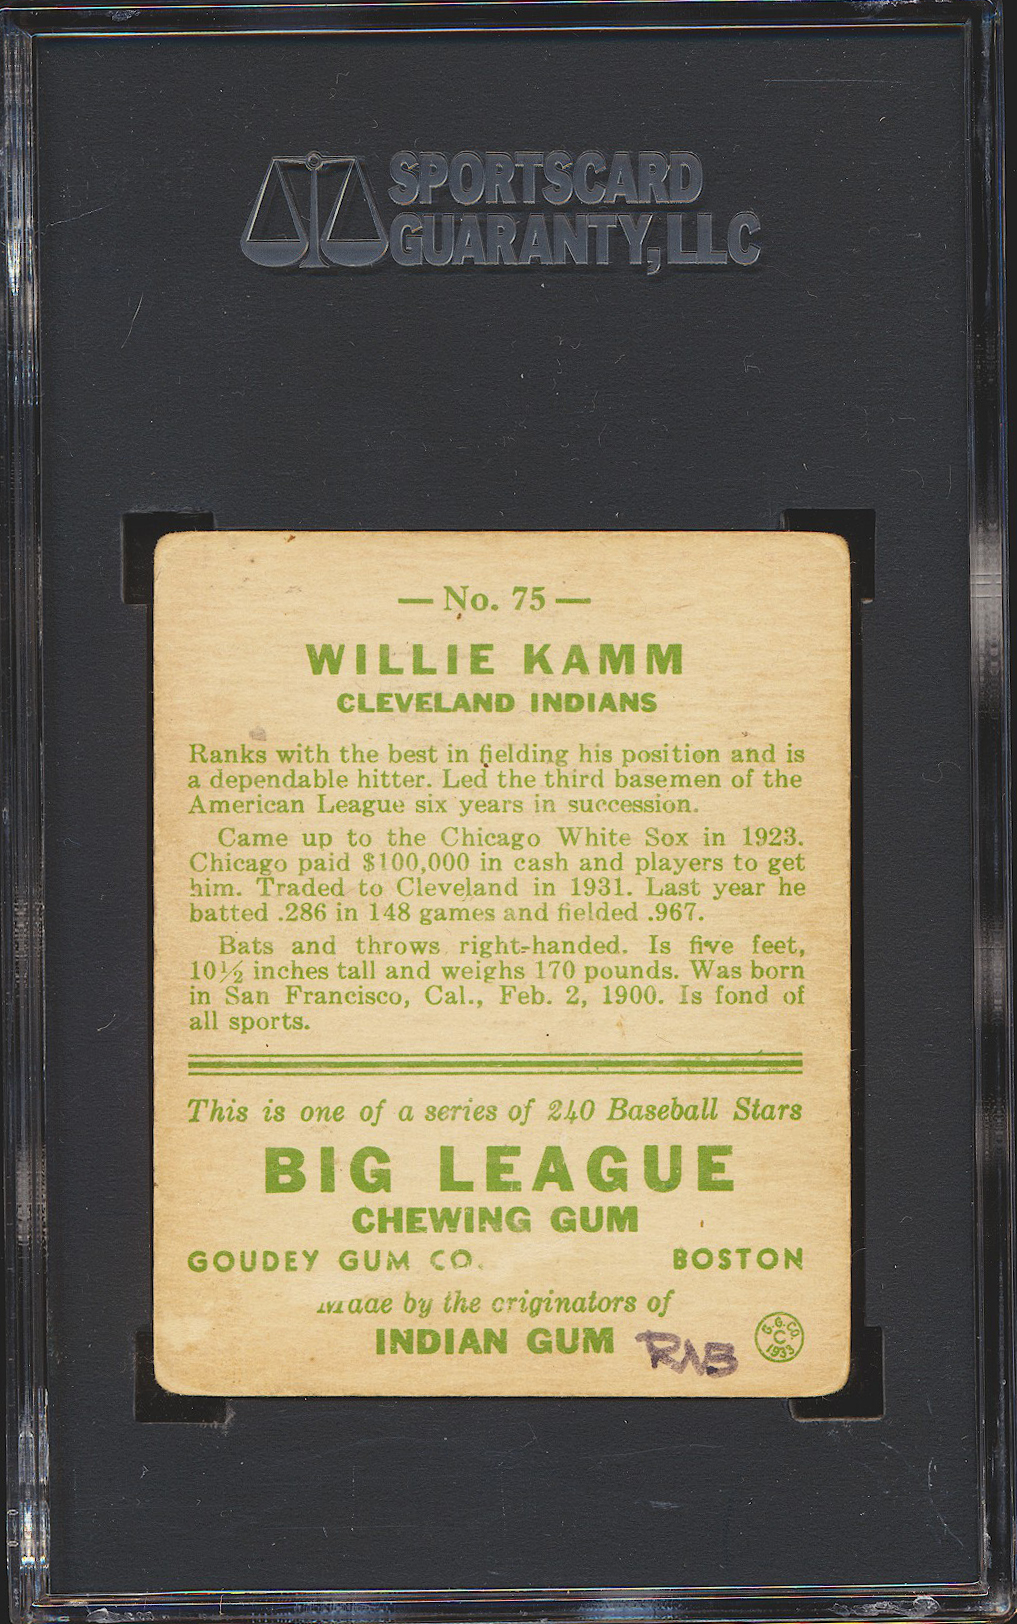 SPORTSCARD
GUARANTY, LLC
— No. 75 —
WILLIE KAMM
CLEVELAND INDIANS
Ranks with the best in fielding his position and is
a dependable hitter. Led the third basemen of the
American League six years in succession.
Came up to the Chicago White Sox in 1923.
Chicago paid $100,000 in cash and players to get
him. Traded to Cleveland in 1931. Last year he
batted .286 in 148 games and fielded .967.
Bats and throws right-handed. Is five feet,
10½ inches tall and weighs 170 pounds. Was born
in San Francisco, Cal., Feb. 2, 1900. Is fond of
all sports.
This is one of a series of 240 Baseball Stars
BIG LEAGUE
CHEWING GUM
GOUDEY GUM CO. BOSTON
Made by the originators of
INDIAN GUM
RNB
G.G.CO.
C
1933